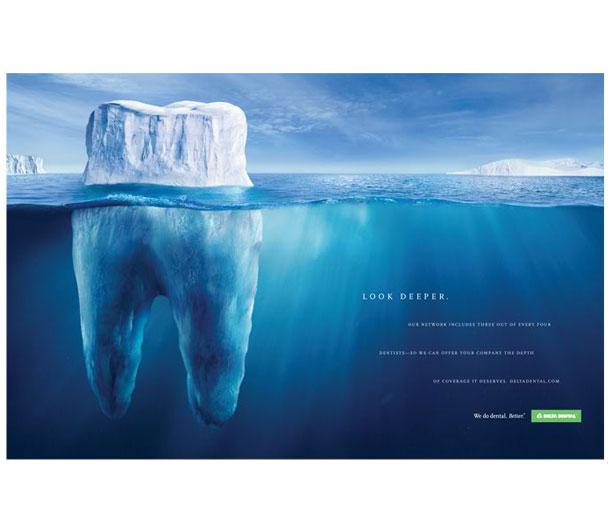 LOOK DEEPER.
OUR NETWORK INCLUDES THREE OUT OF EVERY FOUR
DENTISTS—SO WE CAN OFFER YOUR COMPANY THE DEPTH
OF COVERAGE IT DESERVES. DELTADENTAL.COM
We do dental. Better.® DELTA DENTAL